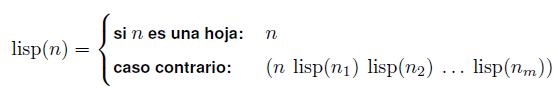 lisp(n) = { si n es una hoja: n
caso contrario: (n lisp(n₁) lisp(n₂) … lisp(nₘ))